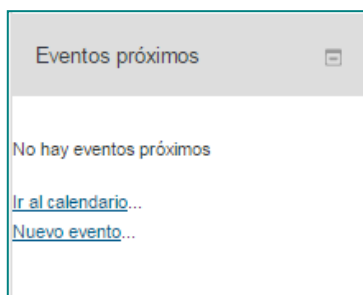 Eventos próximos
No hay eventos próximos
Ir al calendario...
Nuevo evento...